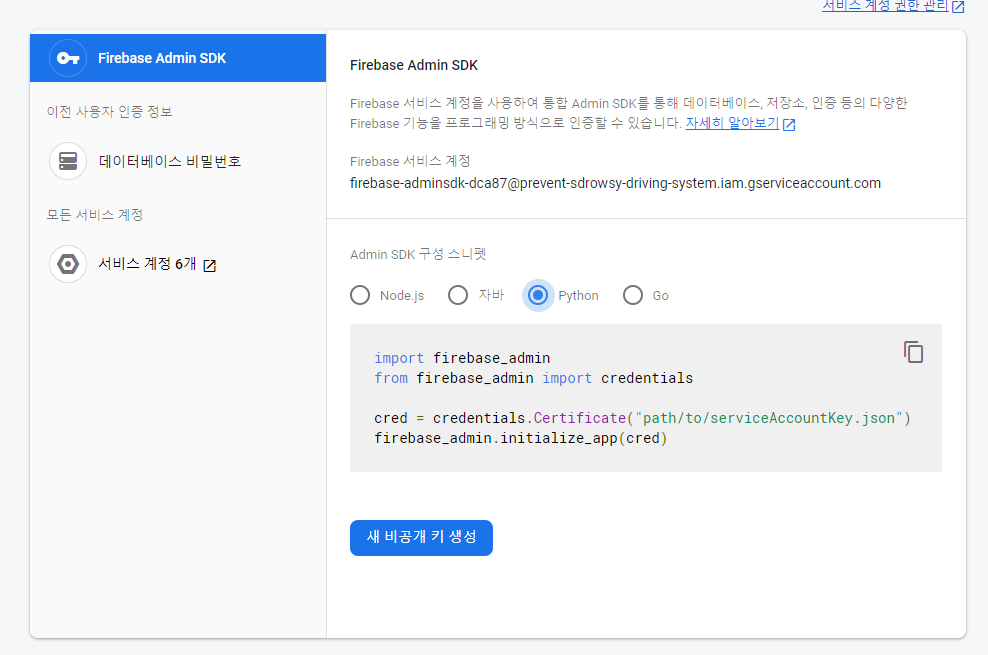 서비스 계정 권한 관리
Firebase Admin SDK
이전 사용자 인증 정보
데이터베이스 비밀번호
모든 서비스 계정
서비스 계정 6개
Firebase Admin SDK
Firebase 서비스 계정을 사용하여 통합 Admin SDK를 통해 데이터베이스, 저장소, 인증 등의 다양한
Firebase 기능을 프로그래밍 방식으로 인증할 수 있습니다. 자세히 알아보기
Firebase 서비스 계정
firebase-adminsdk-dca87@prevent-sdrowsy-driving-system.iam.gserviceaccount.com
Admin SDK 구성 스니펫
Node.js 자바 Python Go
import firebase_admin
from firebase_admin import credentials
cred = credentials.Certificate("path/to/serviceAccountKey.json")
firebase_admin.initialize_app(cred)
새 비공개 키 생성